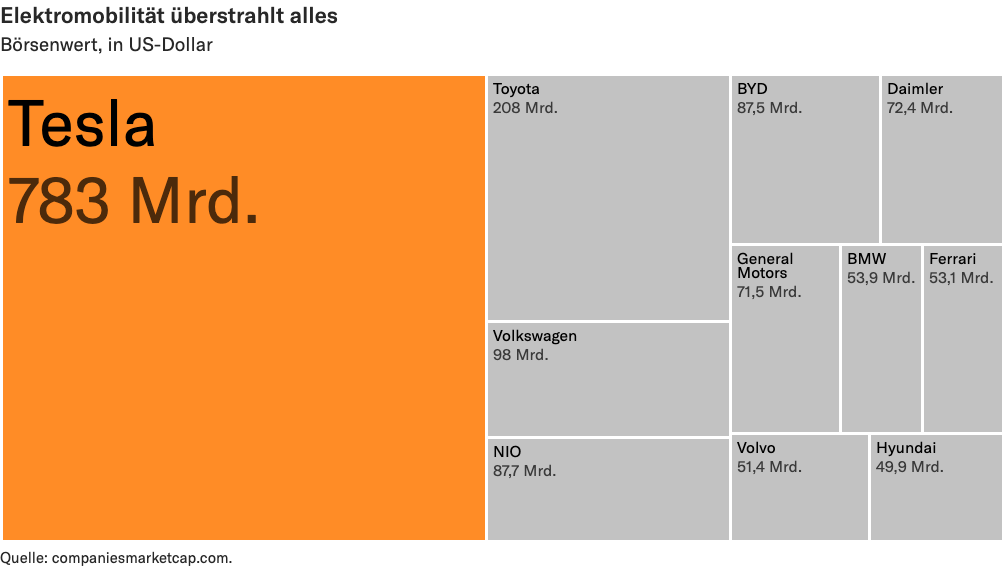 Elektromobilität überstrahlt alles
Börsenwert, in US-Dollar
Tesla
783 Mrd.
Toyota
208 Mrd.
Volkswagen
98 Mrd.
NIO
87,7 Mrd.
BYD
87,5 Mrd.
Daimler
72,4 Mrd.
General
Motors
71,5 Mrd.
BMW
53,9 Mrd.
Ferrari
53,1 Mrd.
Volvo
51,4 Mrd.
Hyundai
49,9 Mrd.
Quelle: companiesmarketcap.com.